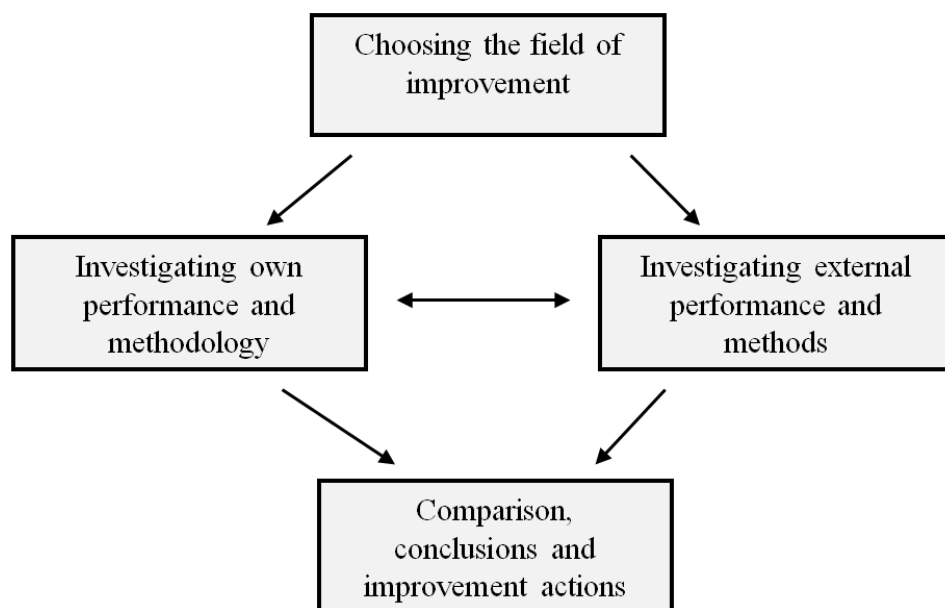 Choosing the field of
improvement
Investigating own
performance and
methodology
Investigating external
performance and
methods
Comparison,
conclusions and
improvement actions